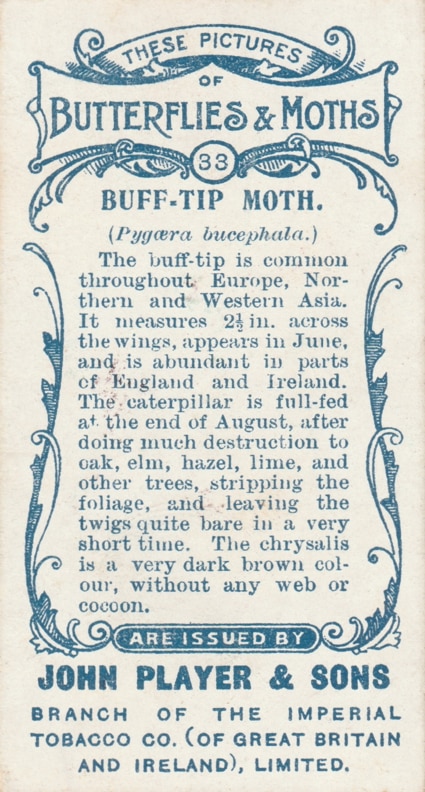 THESE PICTURES
OF
BUTTERFLIES & MOTHS
33
BUFF-TIP MOTH.
(Pygæra bucephala.)
The buff-tip is common
throughout Europe, Nor-
thern and Western Asia.
It measures 2½ in. across
the wings, appears in June,
and is abundant in parts
of England and Ireland.
The caterpillar is full-fed
at the end of August, after
doing much destruction to
oak, elm, hazel, lime, and
other trees, stripping the
foliage, and leaving the
twigs quite bare in a very
short time. The chrysalis
is a very dark brown col-
our, without any web or
cocoon.
ARE ISSUED BY
JOHN PLAYER & SONS
BRANCH OF THE IMPERIAL
TOBACCO CO. (OF GREAT BRITAIN
AND IRELAND), LIMITED.